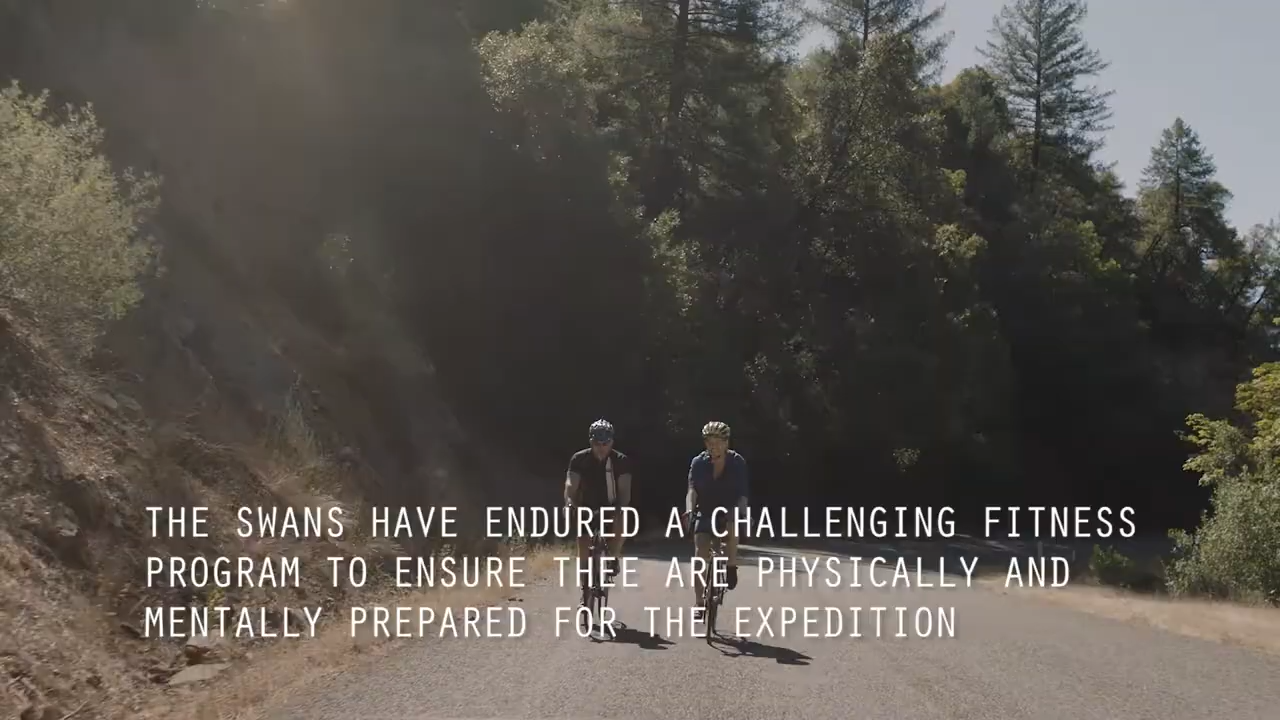 THE SWANS HAVE ENDURED A CHALLENGING FITNESS
PROGRAM TO ENSURE THEE ARE PHYSICALLY AND
MENTALLY PREPARED FOR THE EXPEDITION